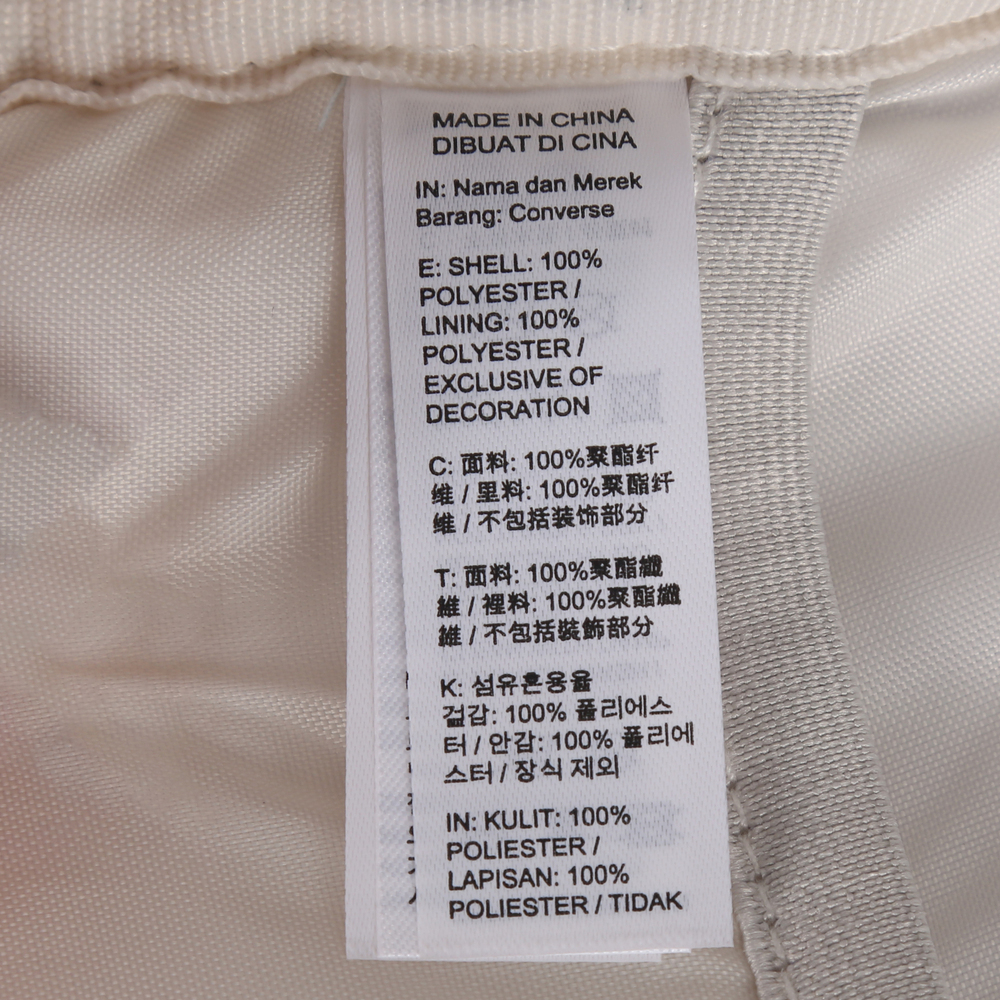 MADE IN CHINA
DIBUAT DI CINA
IN: Nama dan Merek
Barang: Converse
E: SHELL: 100%
POLYESTER /
LINING: 100%
POLYESTER /
EXCLUSIVE OF
DECORATION
C: 面料: 100%聚酯纤
维 / 里料: 100%聚酯纤
维 / 不包括装饰部分
T: 面料: 100%聚酯纖
維 / 裡料: 100%聚酯纖
維 / 不包括裝飾部分
K: 섬유혼용율
겉감: 100% 폴리에스
터 / 안감: 100% 폴리에
스터 / 장식 제외
IN: KULIT: 100%
POLIESTER /
LAPISAN: 100%
POLIESTER / TIDAK